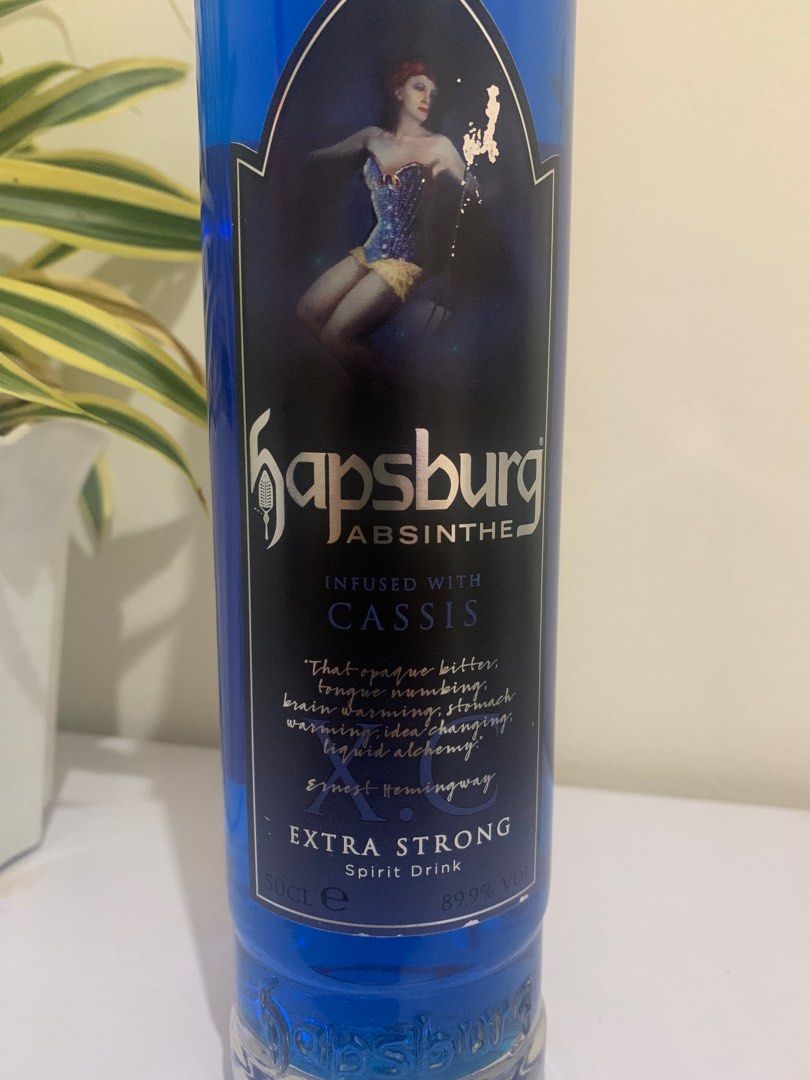 hapsburg®
ABSINTHE
INFUSED WITH
CASSIS
"That opaque bitter,
tongue numbing,
brain warming, stomach
warming, idea changing,
liquid alchemy."
X.C
Ernest Hemingway
EXTRA STRONG
Spirit Drink
50CL e 89.9% Vol
hapsburg